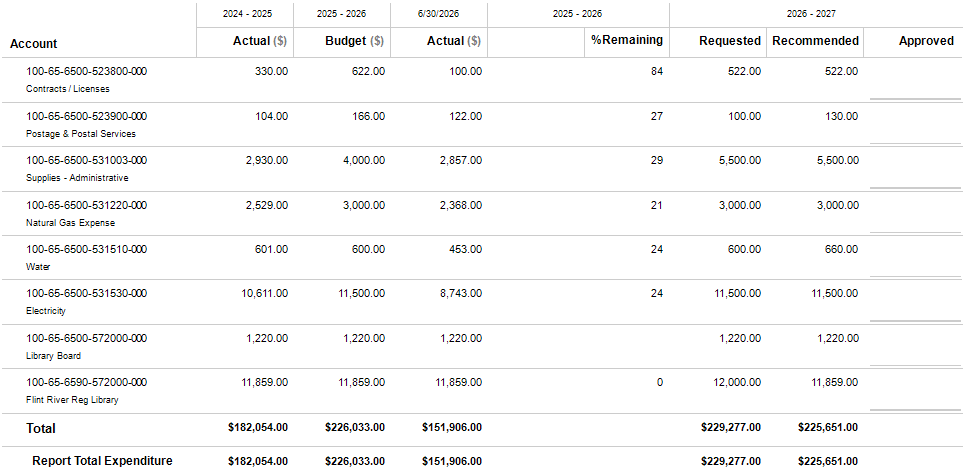 2024 - 2025 2025 - 2026 6/30/2026 2025 - 2026 2026 - 2027
Account Actual ($) Budget ($) Actual ($) %Remaining Requested Recommended Approved
100-65-6500-523800-000 330.00 622.00 100.00 84 522.00 522.00
Contracts / Licenses
100-65-6500-523900-000 104.00 166.00 122.00 27 100.00 130.00
Postage & Postal Services
100-65-6500-531003-000 2,930.00 4,000.00 2,857.00 29 5,500.00 5,500.00
Supplies - Administrative
100-65-6500-531220-000 2,529.00 3,000.00 2,368.00 21 3,000.00 3,000.00
Natural Gas Expense
100-65-6500-531510-000 601.00 600.00 453.00 24 600.00 660.00
Water
100-65-6500-531530-000 10,611.00 11,500.00 8,743.00 24 11,500.00 11,500.00
Electricity
100-65-6500-572000-000 1,220.00 1,220.00 1,220.00 1,220.00 1,220.00
Library Board
100-65-6590-572000-000 11,859.00 11,859.00 11,859.00 0 12,000.00 11,859.00
Flint River Reg Library
Total $182,054.00 $226,033.00 $151,906.00 $229,277.00 $225,651.00
Report Total Expenditure $182,054.00 $226,033.00 $151,906.00 $229,277.00 $225,651.00